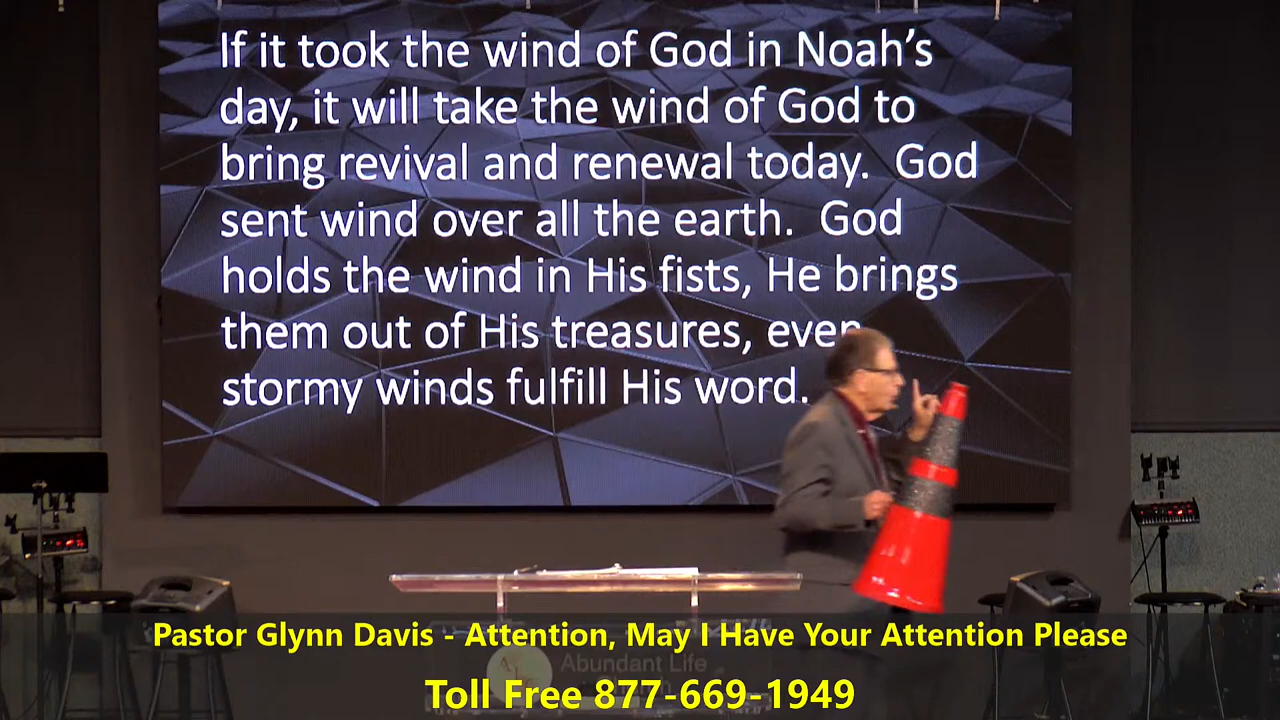 If it took the wind of God in Noah's
day, it will take the wind of God to
bring revival and renewal today.  God
sent wind over all the earth.  God
holds the wind in His fists, He brings
them out of His treasures, even
stormy winds fulfill His word.
Pastor Glynn Davis - Attention, May I Have Your Attention Please
Abundant Life
Toll Free 877-669-1949